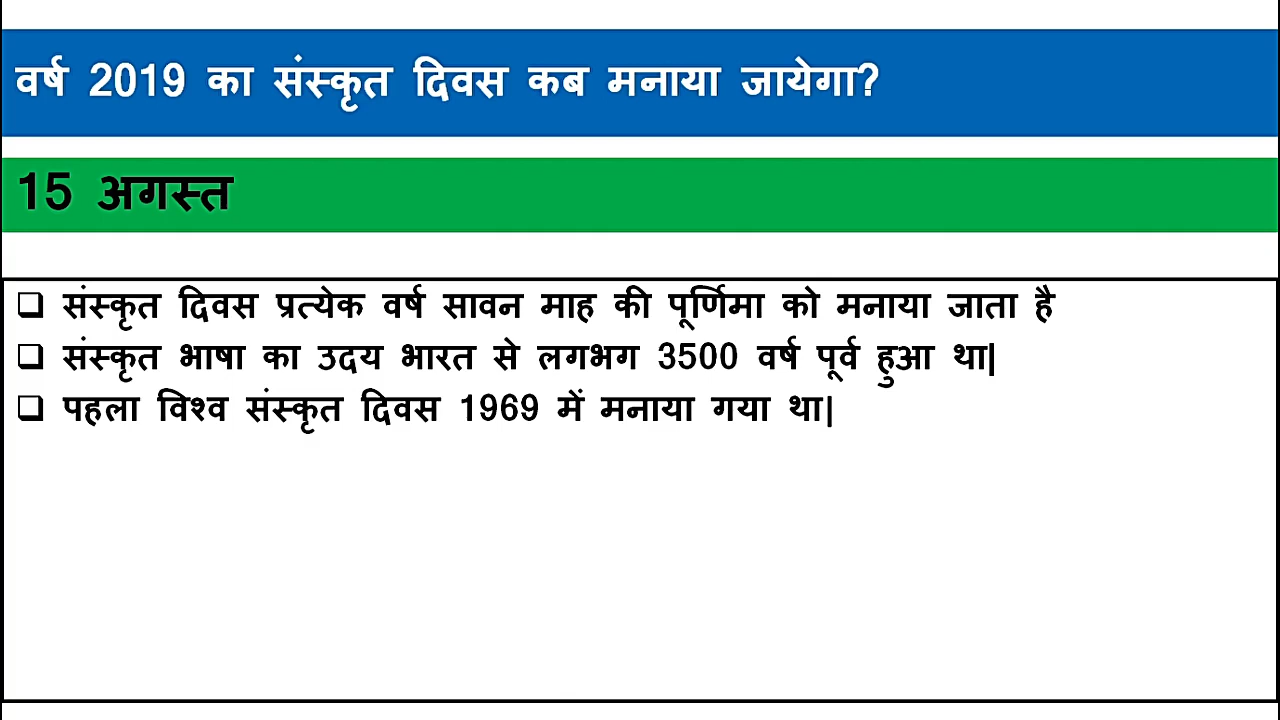 वर्ष 2019 का संस्कृत दिवस कब मनाया जायेगा?
15 अगस्त
❑ संस्कृत दिवस प्रत्येक वर्ष सावन माह की पूर्णिमा को मनाया जाता है
❑ संस्कृत भाषा का उदय भारत से लगभग 3500 वर्ष पूर्व हुआ था|
❑ पहला विश्व संस्कृत दिवस 1969 में मनाया गया था|